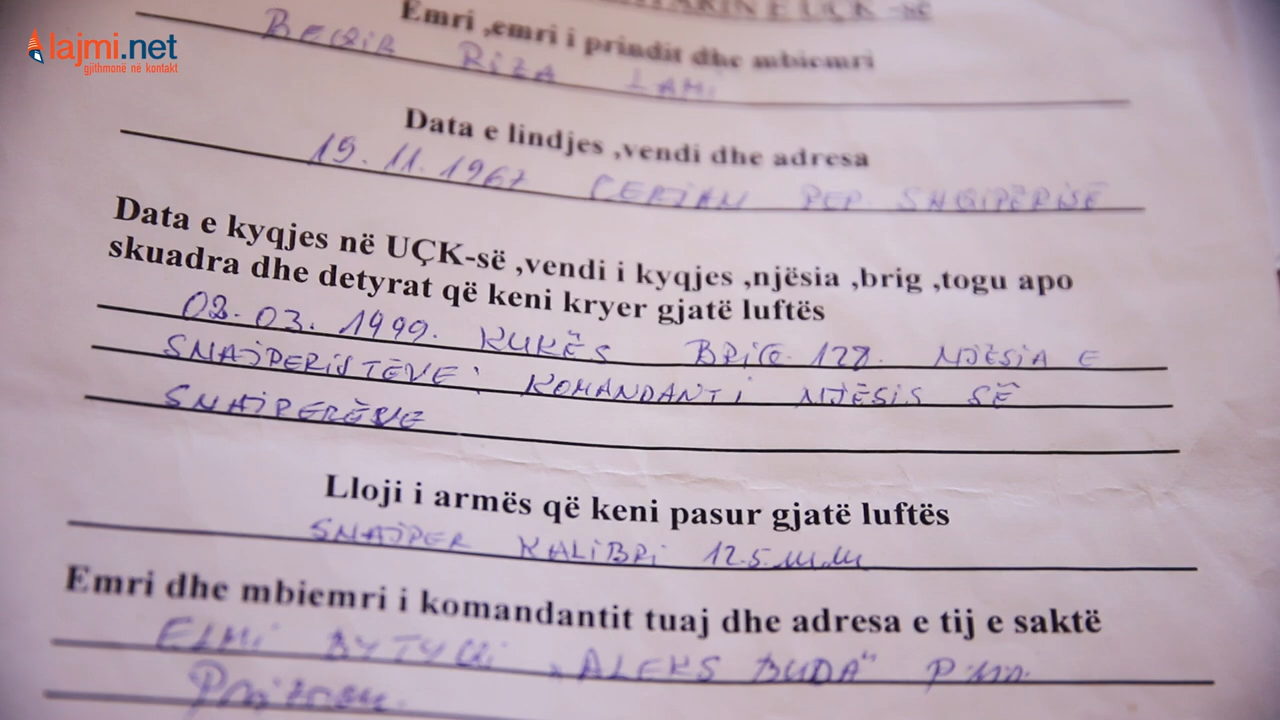 lajmi.net
gjithmonë në kontakt
E UÇK-së
Emri ,emri i prindit dhe mbiemri
BEQIR RIZA LAMI
Data e lindjes ,vendi dhe adresa
19.11.1967 CERJAN PEP. SHQIPËRISË
Data e kyqjes në UÇK-së ,vendi i kyqjes ,njësia ,brig ,togu apo
skuadra dhe detyrat që keni kryer gjatë luftës
02.03.1999. KUKËS BRIG. 128. NJËSIA E
SNAJPERISTËVE: KOMANDANTI NJËSIS SË
SNAIPERËVE
Lloji i armës që keni pasur gjatë luftës
SNAJPER KALIBRI 12.5.m.m
Emri dhe mbiemri i komandantit tuaj dhe adresa e tij e saktë
ELMI BYTYQI „ALEKS BUDA"
Prizren.